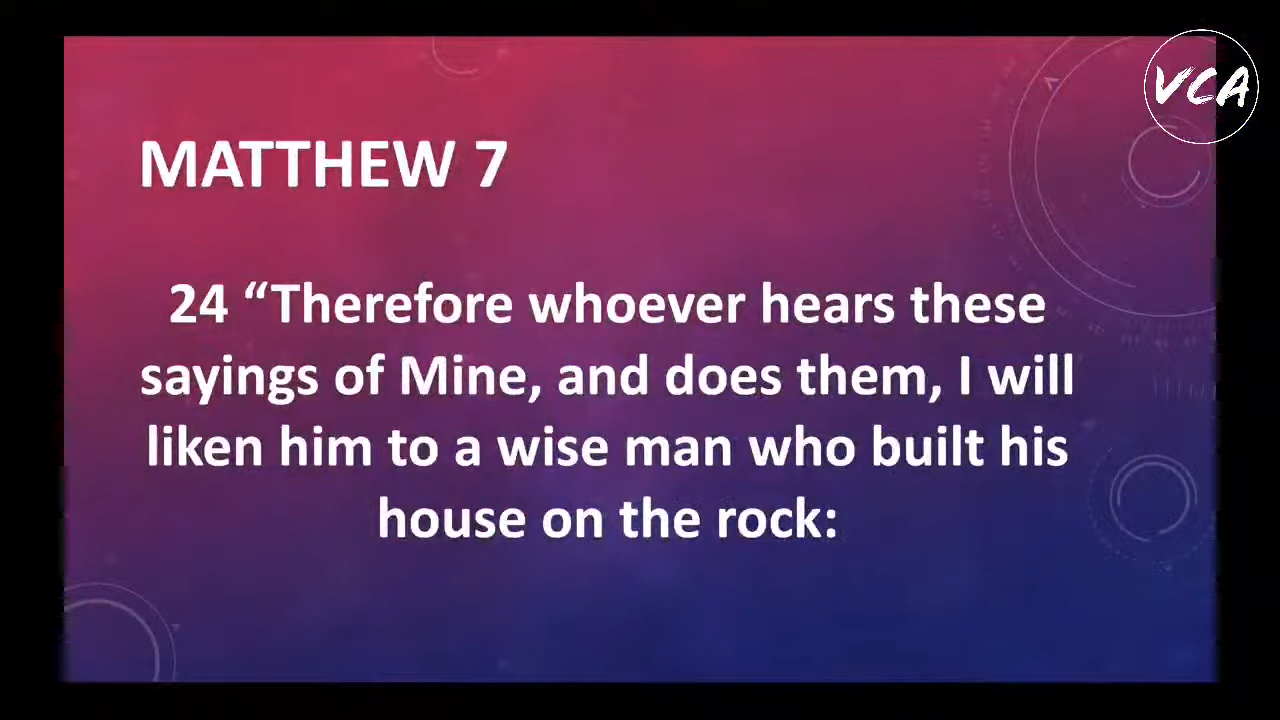 VCA
MATTHEW 7
24 “Therefore whoever hears these
sayings of Mine, and does them, I will
liken him to a wise man who built his
house on the rock: